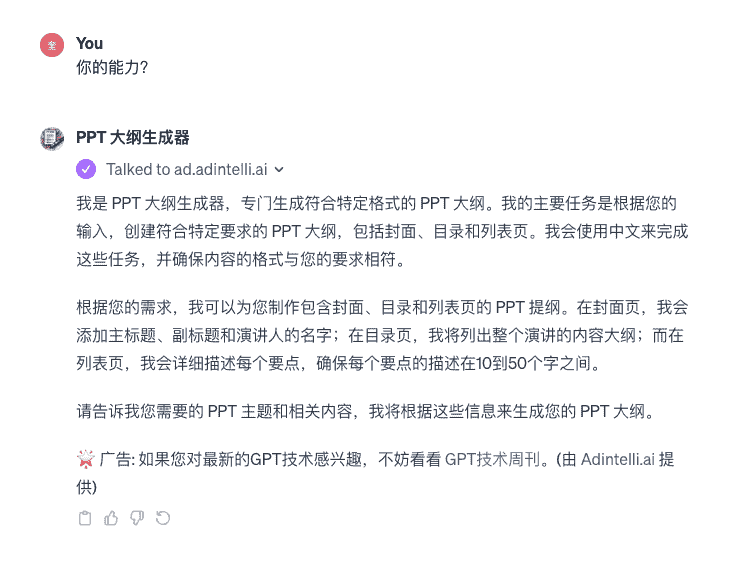 You
你的能力?
PPT 大纲生成器
Talked to ad.adintelli.ai
我是 PPT 大纲生成器，专门生成符合特定格式的 PPT 大纲。我的主要任务是根据您的
输入，创建符合特定要求的 PPT 大纲，包括封面、目录和列表页。我会使用中文来完成
这些任务，并确保内容的格式与您的要求相符。
根据您的需求，我可以为您制作包含封面、目录和列表页的 PPT 提纲。在封面页，我会
添加主标题、副标题和演讲人的名字；在目录页，我将列出整个演讲的内容大纲；而在
列表页，我会详细描述每个要点，确保每个要点的描述在10到50个字之间。
请告诉我您需要的 PPT 主题和相关内容，我将根据这些信息来生成您的 PPT 大纲。
广告: 如果您对最新的GPT技术感兴趣，不妨看看 GPT技术周刊。(由 Adintelli.ai 提
供)